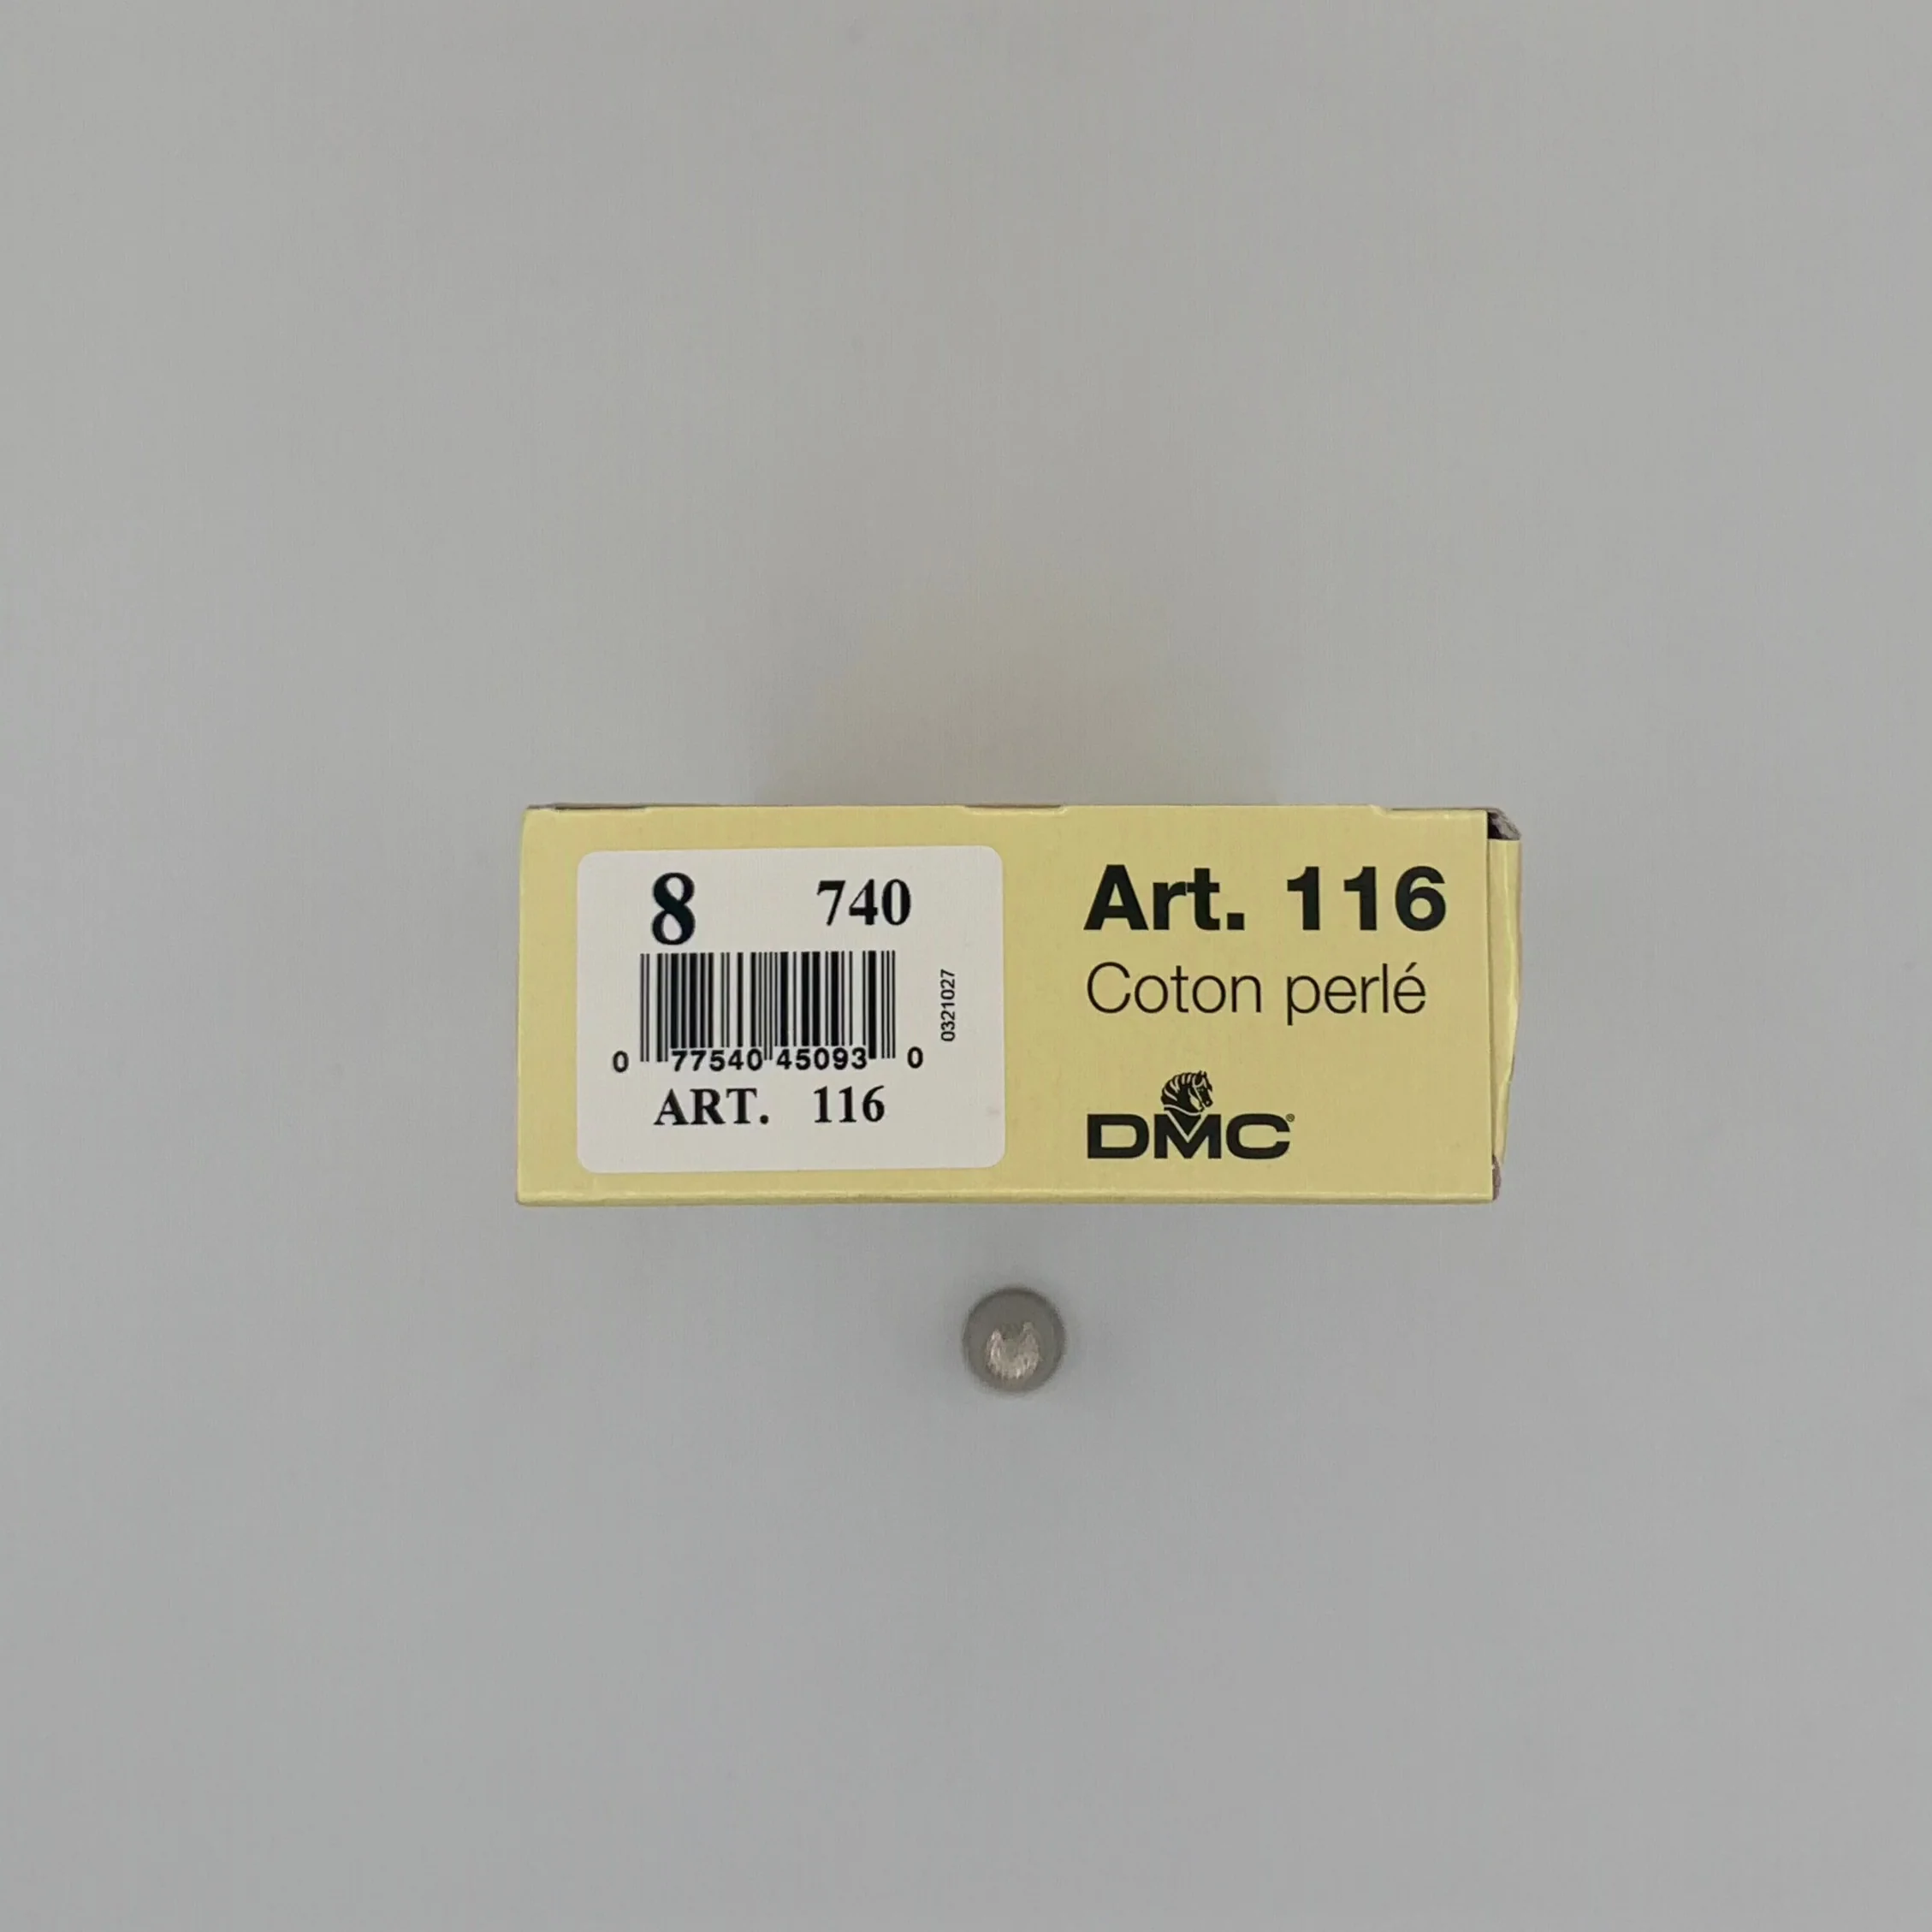 8 740
0 77540 45093 0
0321027
ART. 116
Art. 116
Coton perlé
DMC®